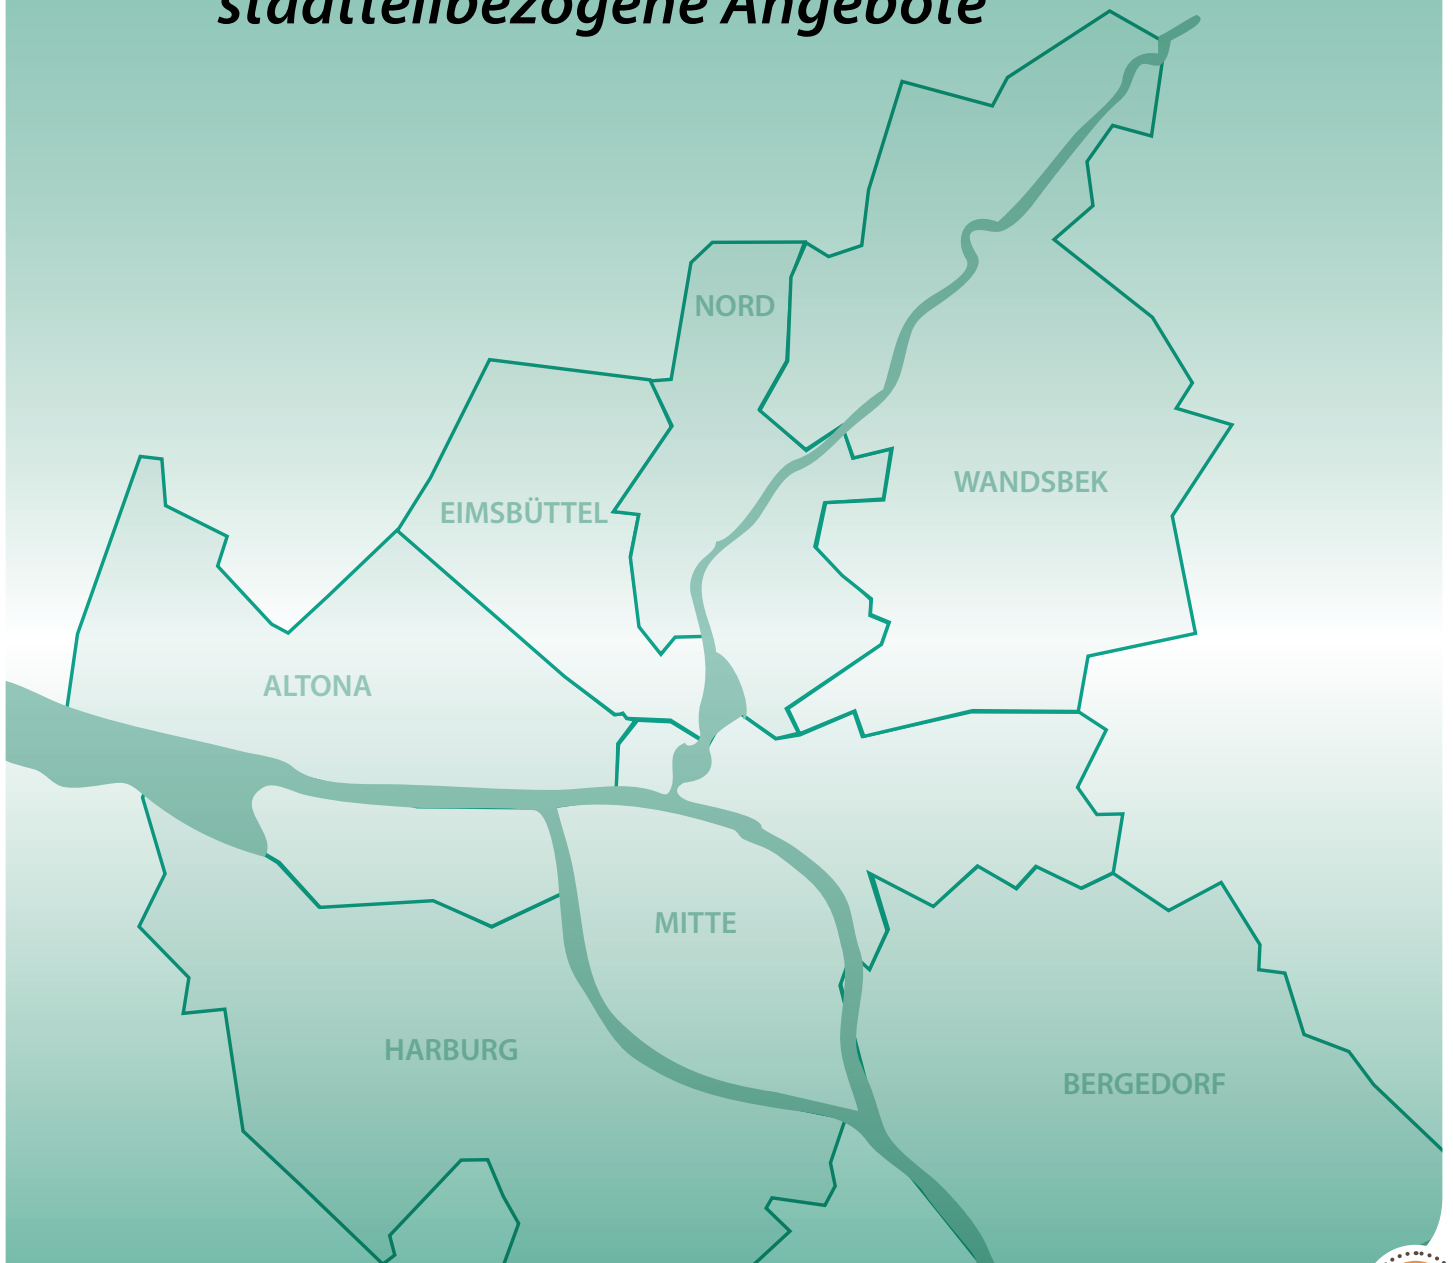 stadtteilbezogene Angebote
NORD
WANDSBEK
EIMSBÜTTEL
ALTONA
MITTE
HARBURG
BERGEDORF